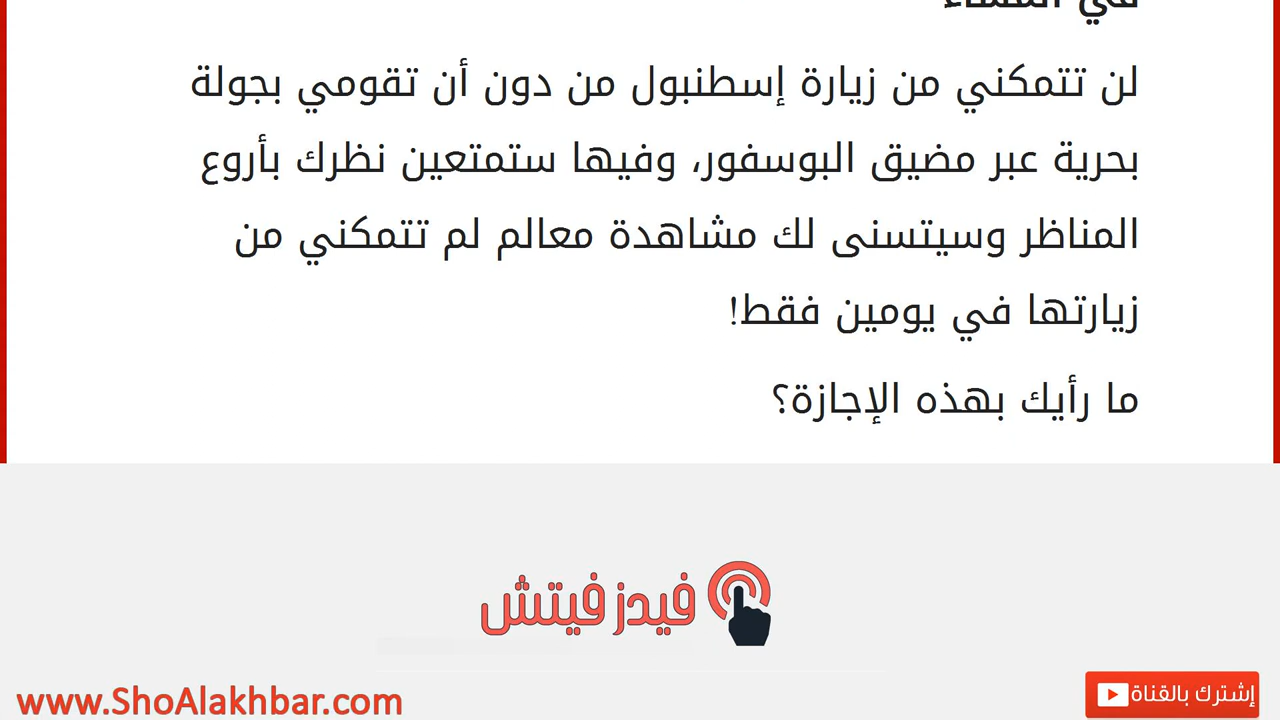 في المساء
لن تتمكني من زيارة إسطنبول من دون أن تقومي بجولة
بحرية عبر مضيق البوسفور، وفيها ستمتعين نظرك بأروع
المناظر وسيتسنى لك مشاهدة معالم لم تتمكني من
زيارتها في يومين فقط!
ما رأيك بهذه الإجازة؟
فيدز فيتش
www.ShoAlakhbar.com
إشترك بالقناة